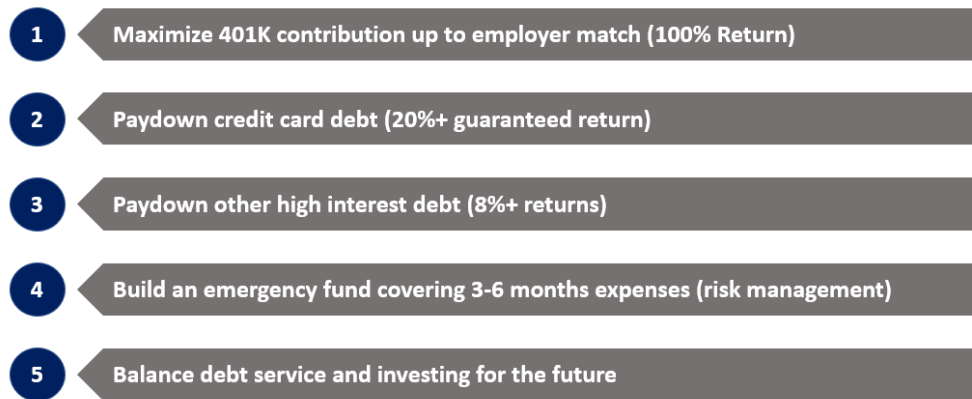 1 Maximize 401K contribution up to employer match (100% Return)
2 Paydown credit card debt (20%+ guaranteed return)
3 Paydown other high interest debt (8%+ returns)
4 Build an emergency fund covering 3-6 months expenses (risk management)
5 Balance debt service and investing for the future